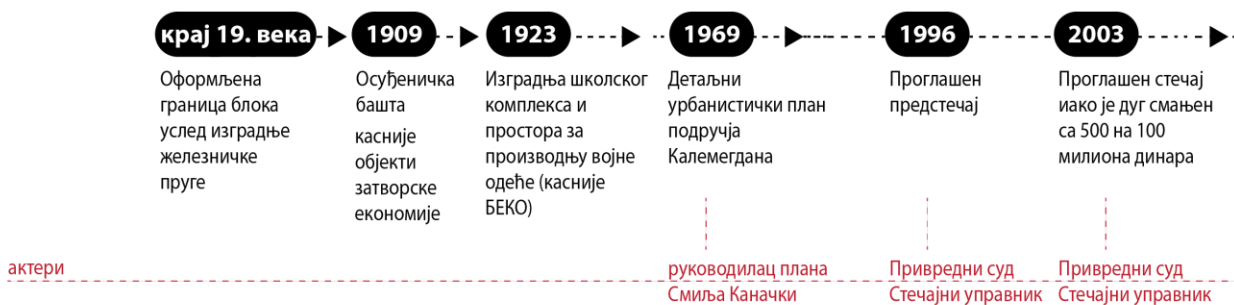 крај 19. века
Оформљена
граница блока
услед изградње
железничке
пруге
1909
Осуђеничка
башта
касније
објекти
затворске
економије
1923
Изградња школског
комплекса и
простора за
производњу војне
одеће (касније
БЕКО)
1969
Детаљни
урбанистички план
подручја
Калемегдана
1996
Проглашен
предстечај
2003
Проглашен стечај
иако је дуг смањен
са 500 на 100
милиона динара
актери
руководилац плана
Смиља Каначки
Привредни суд
Стечајни управник
Привредни суд
Стечајни управник